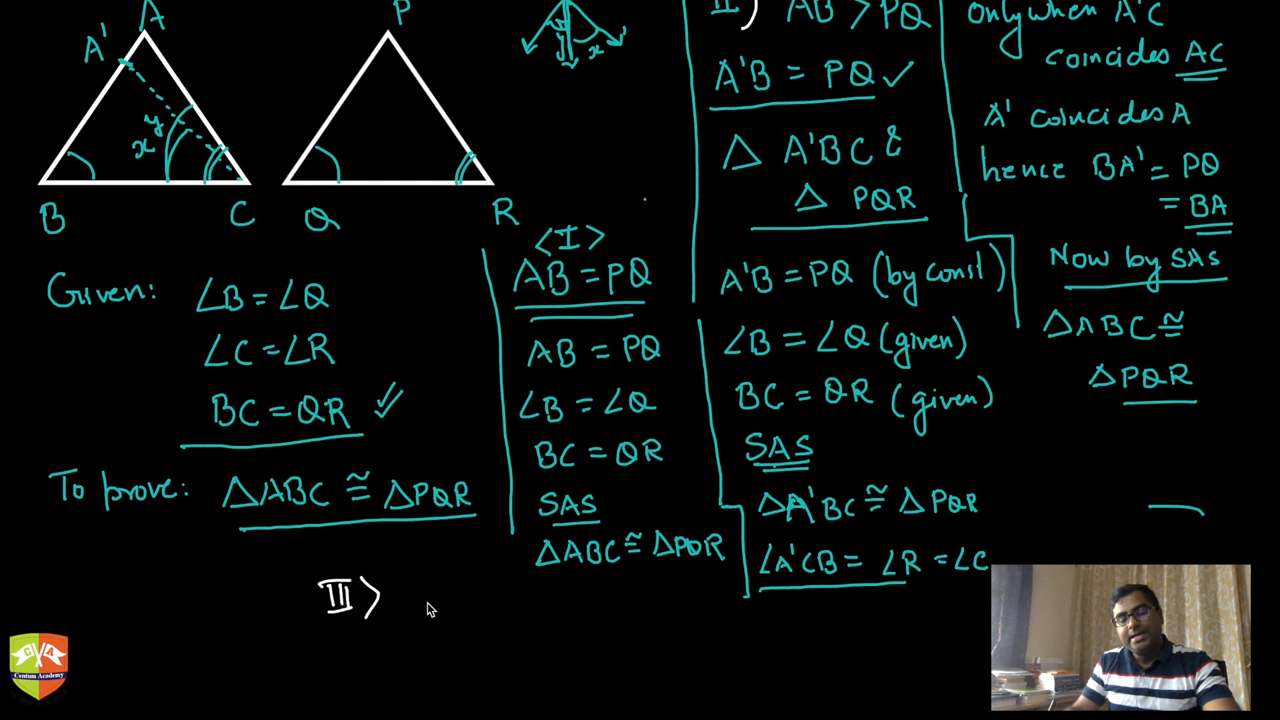 A
A'
P
y
x
B
C
Q
R
y
x
Given: ∠B = ∠Q
∠C = ∠R
BC = QR ✓
To prove: △ABC ≅ △PQR
III>
<I>
AB = PQ
AB = PQ
∠B = ∠Q
BC = QR
SAS
△ABC ≅ △PQR
II) AB > PQ
A'B = PQ ✓
△ A'BC &
△ PQR
A'B = PQ (by const)
∠B = ∠Q (given)
BC = QR (given)
SAS
△A'BC ≅ △PQR
∠A'CB = ∠R = ∠C
Only when A'C
coincides AC
A' coincides A
hence BA' = PQ
= BA
Now by SAS
△ABC ≅
△PQR
C A
Centum Academy